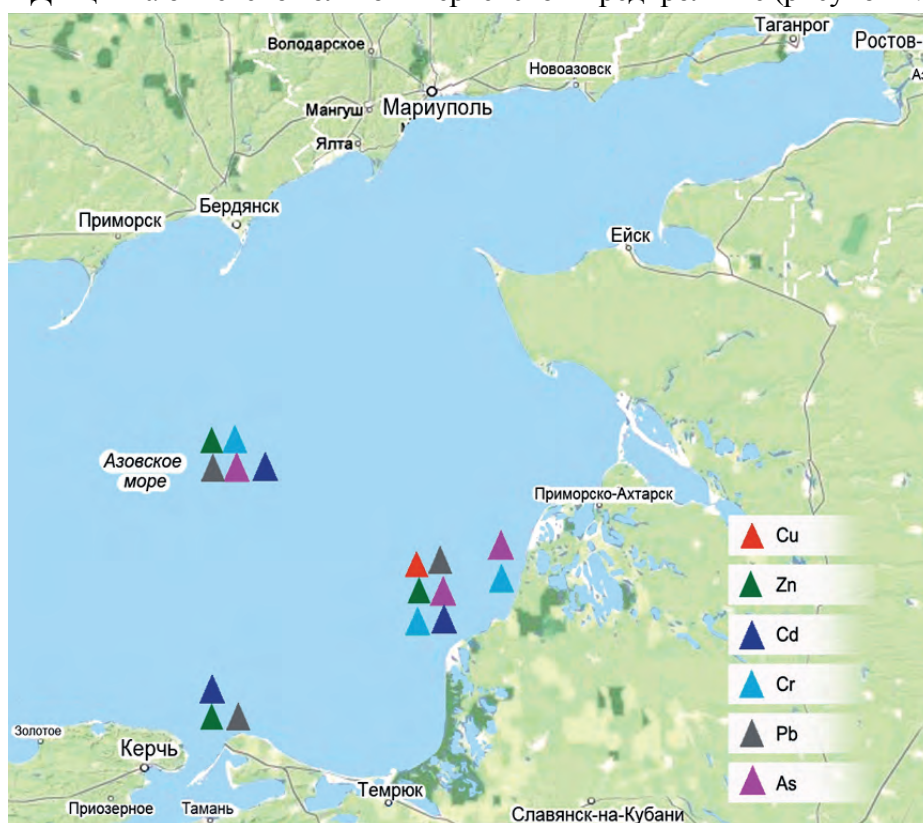 Таганрог
Володарское
Ростов-
Новоазовск
Мангуш
Мариуполь
Ялта
Бердянск
Приморск
Ейск
Азовское
море
Приморско-Ахтарск
Cu
Zn
Cd
Cr
Pb
As
Золотое
Керчь
Темрюк
Приозерное
Тамань
Славянск-на-Кубани